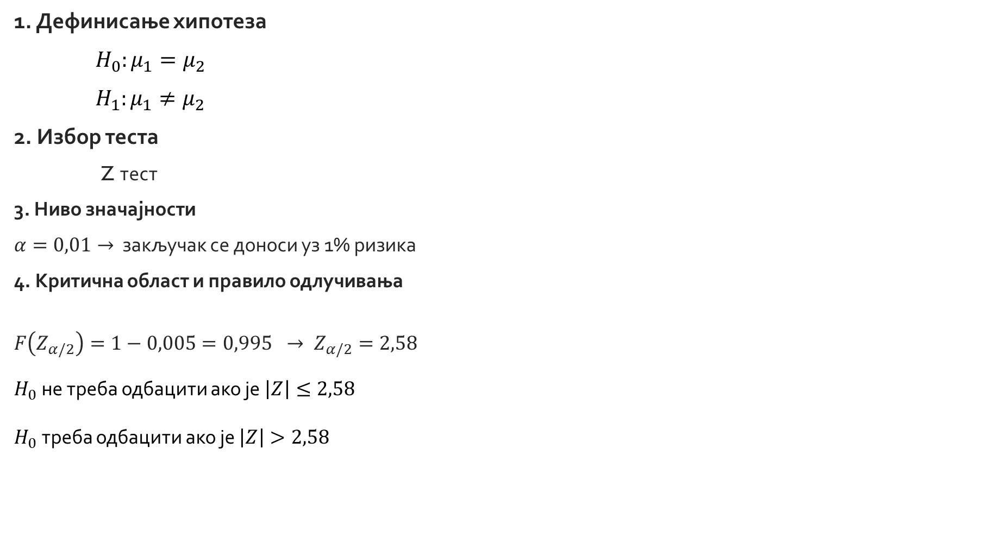 1. Дефинисање хипотеза
H₀: μ₁ = μ₂
H₁: μ₁ ≠ μ₂
2. Избор теста
Z тест
3. Ниво значајности
α = 0,01 → закључак се доноси уз 1% ризика
4. Критична област и правило одлучивања
F(Z_{α/2}) = 1 − 0,005 = 0,995 → Z_{α/2} = 2,58
H₀ не треба одбацити ако је |Z| ≤ 2,58
H₀ треба одбацити ако је |Z| > 2,58